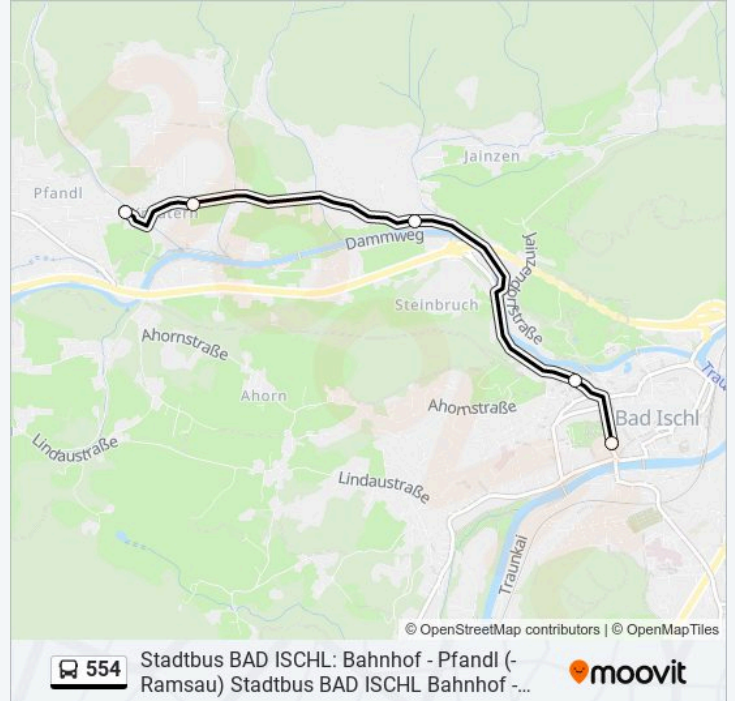 Jainzen
Pfandl
Dammweg
Jainzendorfstraße
Steinbruch
Ahornstraße
Ahorn
Ahornstraße
Bad Ischl
Lindaustraße
Lindaustraße
Traunkai
© OpenStreetMap contributors | © OpenMapTiles
554
Stadtbus BAD ISCHL: Bahnhof - Pfandl (-
Ramsau) Stadtbus BAD ISCHL Bahnhof -...
moovit